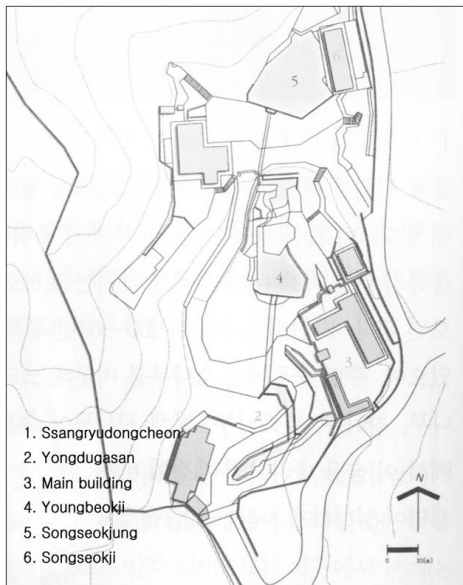 5
6
4
3
2
1
1. Ssangryudongcheon
2. Yongdugasan
3. Main building
4. Youngbeokji
5. Songseokjung
6. Songseokji
N
0 10(m)